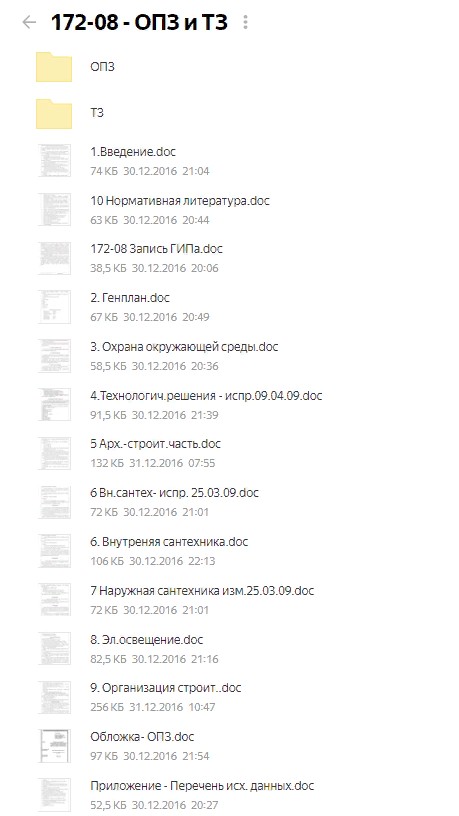 172-08 - ОПЗ и ТЗ
ОПЗ
ТЗ
1.Введение.doc
74 КБ 30.12.2016 21:04
10 Нормативная литература.doc
63 КБ 30.12.2016 20:44
172-08 Запись ГИПа.doc
38,5 КБ 30.12.2016 20:06
2. Генплан.doc
67 КБ 30.12.2016 20:49
3. Охрана окружающей среды.doc
58,5 КБ 30.12.2016 20:36
4.Технологич.решения - испр.09.04.09.doc
91,5 КБ 30.12.2016 21:39
5 Арх.-строит.часть.doc
132 КБ 31.12.2016 07:55
6 Вн.сантех- испр. 25.03.09.doc
72 КБ 30.12.2016 21:01
6. Внутреняя сантехника.doc
106 КБ 30.12.2016 22:13
7 Наружная сантехника изм.25.03.09.doc
72 КБ 30.12.2016 21:01
8. Эл.освещение.doc
82,5 КБ 30.12.2016 21:16
9. Организация строит..doc
256 КБ 31.12.2016 10:47
Обложка- ОПЗ.doc
97 КБ 30.12.2016 21:54
Приложение - Перечень исх. данных.doc
52,5 КБ 30.12.2016 20:27